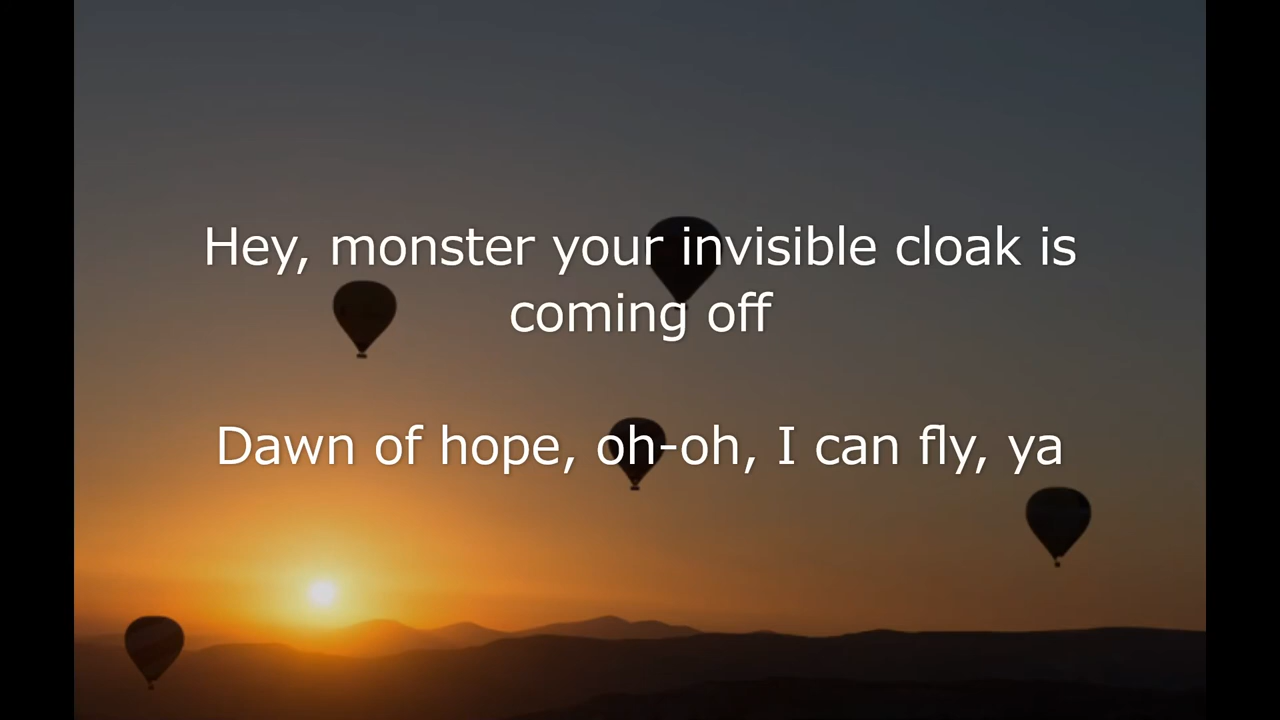 Hey, monster your invisible cloak is
coming off
Dawn of hope, oh-oh, I can fly, ya